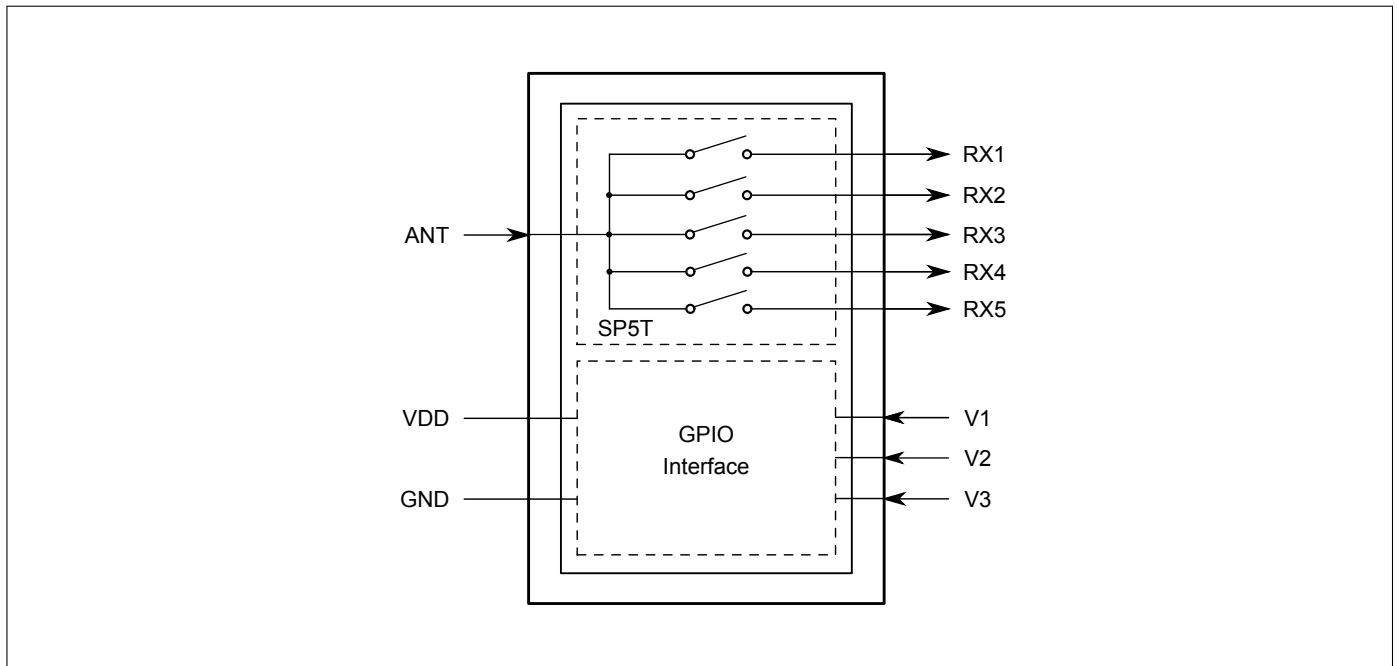 RX1
RX2
ANT
RX3
RX4
RX5
SP5T
VDD
V1
GPIO
Interface
V2
GND
V3